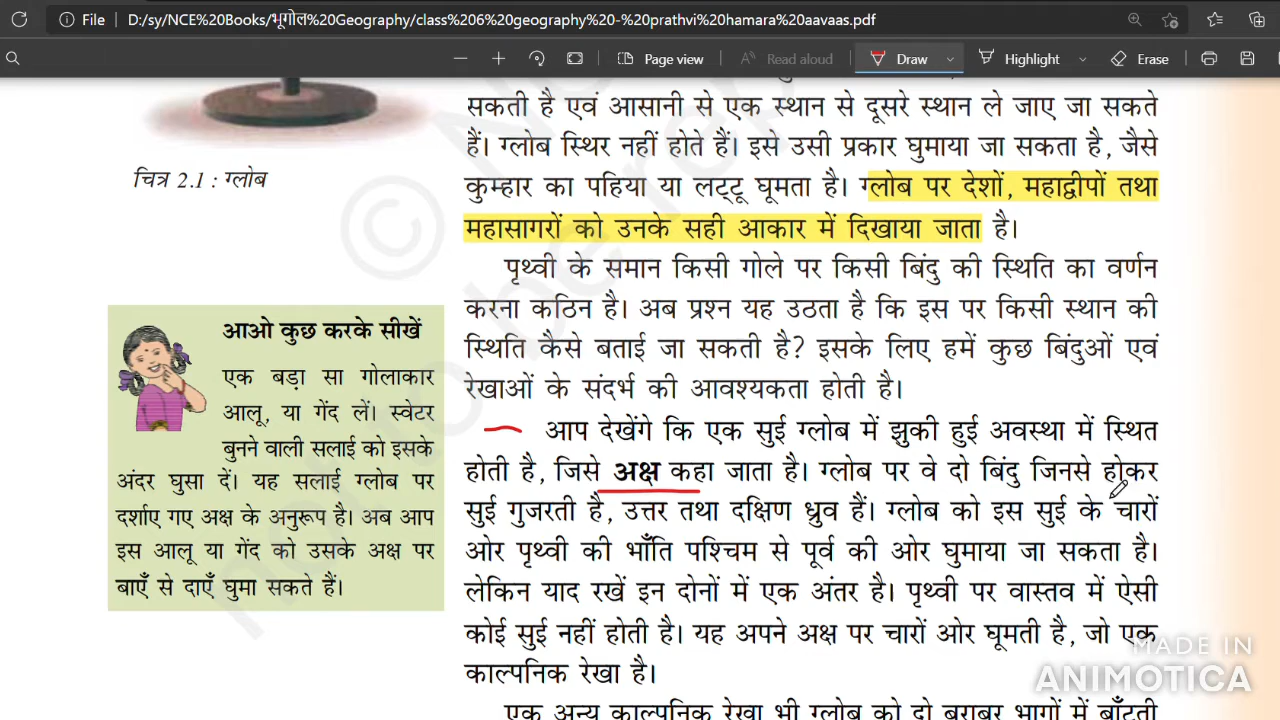 File
D:/sy/NCE%20Books/भूगोल%20Geography/class%206%20geography%20-%20prathvi%20hamara%20aavaas.pdf
Page view
Read aloud
Draw
Highlight
Erase
सकती है एवं आसानी से एक स्थान से दूसरे स्थान ले जाए जा सकते
हैं। ग्लोब स्थिर नहीं होते हैं। इसे उसी प्रकार घुमाया जा सकता है, जैसे
कुम्हार का पहिया या लट्टू घूमता है। ग्लोब पर देशों, महाद्वीपों तथा
महासागरों को उनके सही आकार में दिखाया जाता है।
पृथ्वी के समान किसी गोले पर किसी बिंदु की स्थिति का वर्णन
करना कठिन है। अब प्रश्न यह उठता है कि इस पर किसी स्थान की
स्थिति कैसे बताई जा सकती है? इसके लिए हमें कुछ बिंदुओं एवं
रेखाओं के संदर्भ की आवश्यकता होती है।
आप देखेंगे कि एक सुई ग्लोब में झुकी हुई अवस्था में स्थित
होती है, जिसे अक्ष कहा जाता है। ग्लोब पर वे दो बिंदु जिनसे होकर
सुई गुजरती है, उत्तर तथा दक्षिण ध्रुव हैं। ग्लोब को इस सुई के चारों
ओर पृथ्वी की भाँति पश्चिम से पूर्व की ओर घुमाया जा सकता है।
लेकिन याद रखें इन दोनों में एक अंतर है। पृथ्वी पर वास्तव में ऐसी
कोई सुई नहीं होती है। यह अपने अक्ष पर चारों ओर घूमती है, जो एक
काल्पनिक रेखा है।
एक अन्य काल्पनिक रेखा भी ग्लोब को दो बराबर भागों में बाँटती
चित्र 2.1 : ग्लोब
आओ कुछ करके सीखें
एक बड़ा सा गोलाकार
आलू, या गेंद लें। स्वेटर
बुनने वाली सलाई को इसके
अंदर घुसा दें। यह सलाई ग्लोब पर
दर्शाए गए अक्ष के अनुरूप है। अब आप
इस आलू या गेंद को उसके अक्ष पर
बाएँ से दाएँ घुमा सकते हैं।
MADE IN
ANIMOTICA